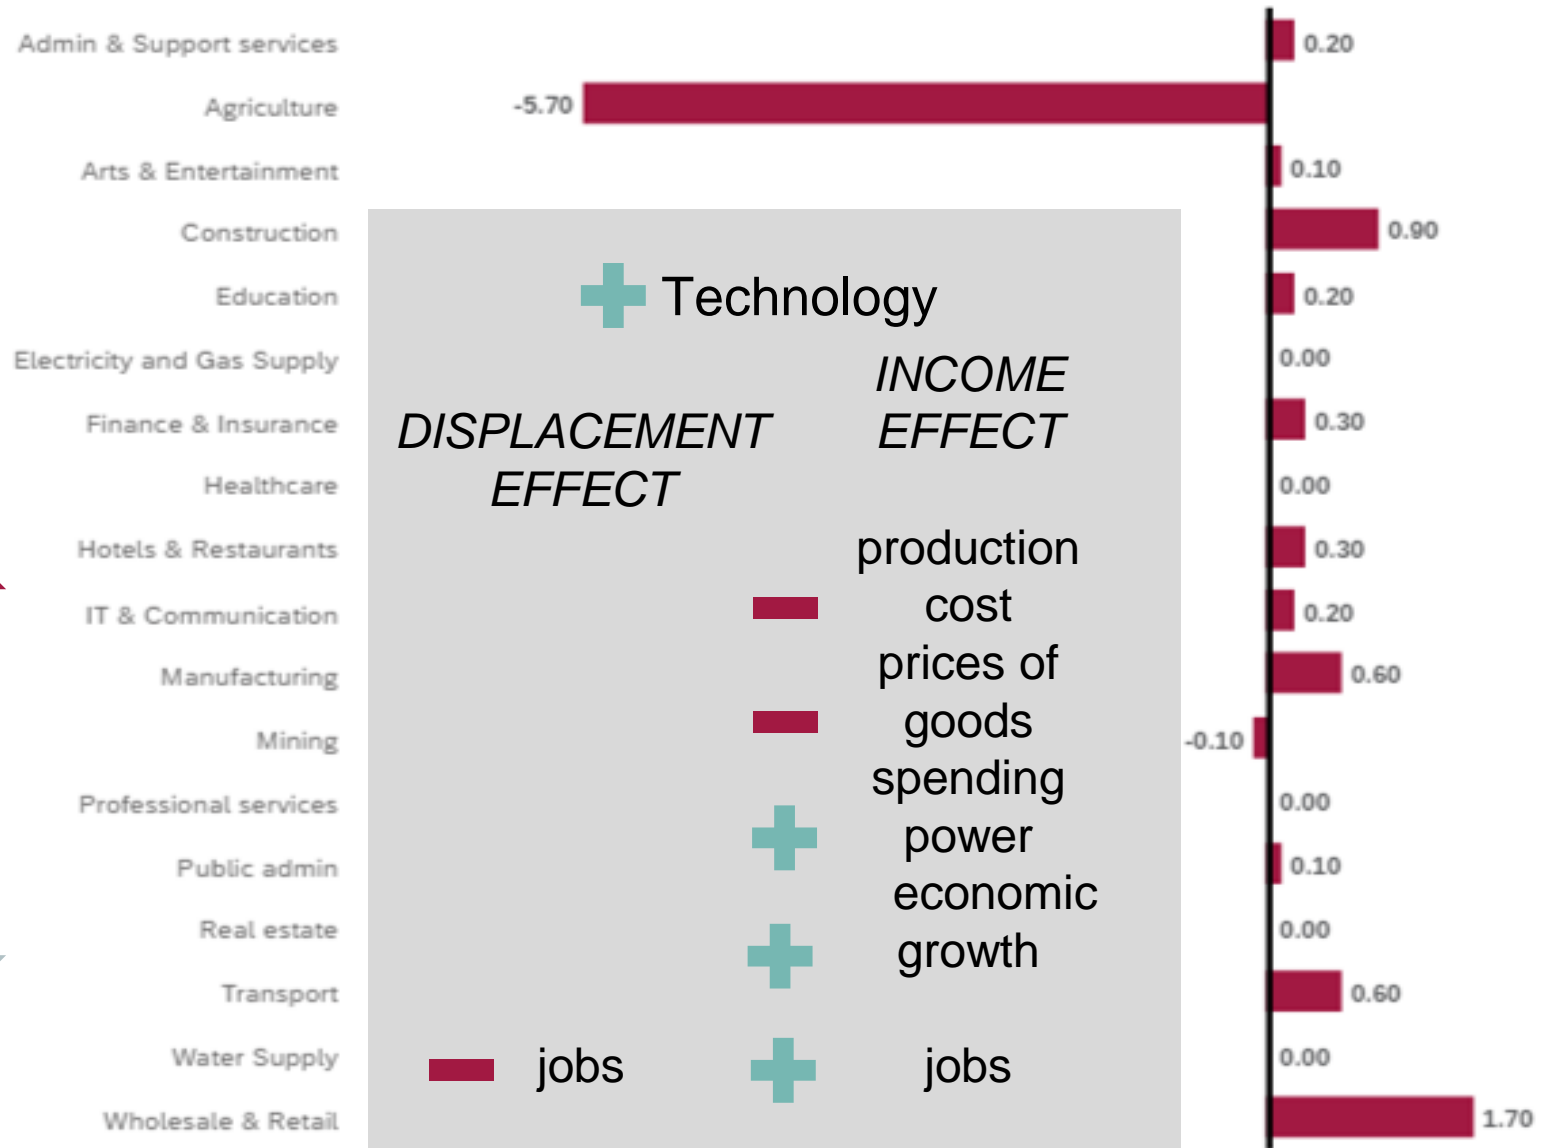 Admin & Support services 0.20
Agriculture -5.70
Arts & Entertainment 0.10
Construction 0.90
Education 0.20
Electricity and Gas Supply 0.00
Finance & Insurance 0.30
Healthcare 0.00
Hotels & Restaurants 0.30
IT & Communication 0.20
Manufacturing 0.60
Mining -0.10
Professional services 0.00
Public admin 0.10
Real estate 0.00
Transport 0.60
Water Supply 0.00
Wholesale & Retail 1.70
Technology
DISPLACEMENT
EFFECT
jobs
INCOME
EFFECT
production
cost
prices of
goods
spending
power
economic
growth
jobs